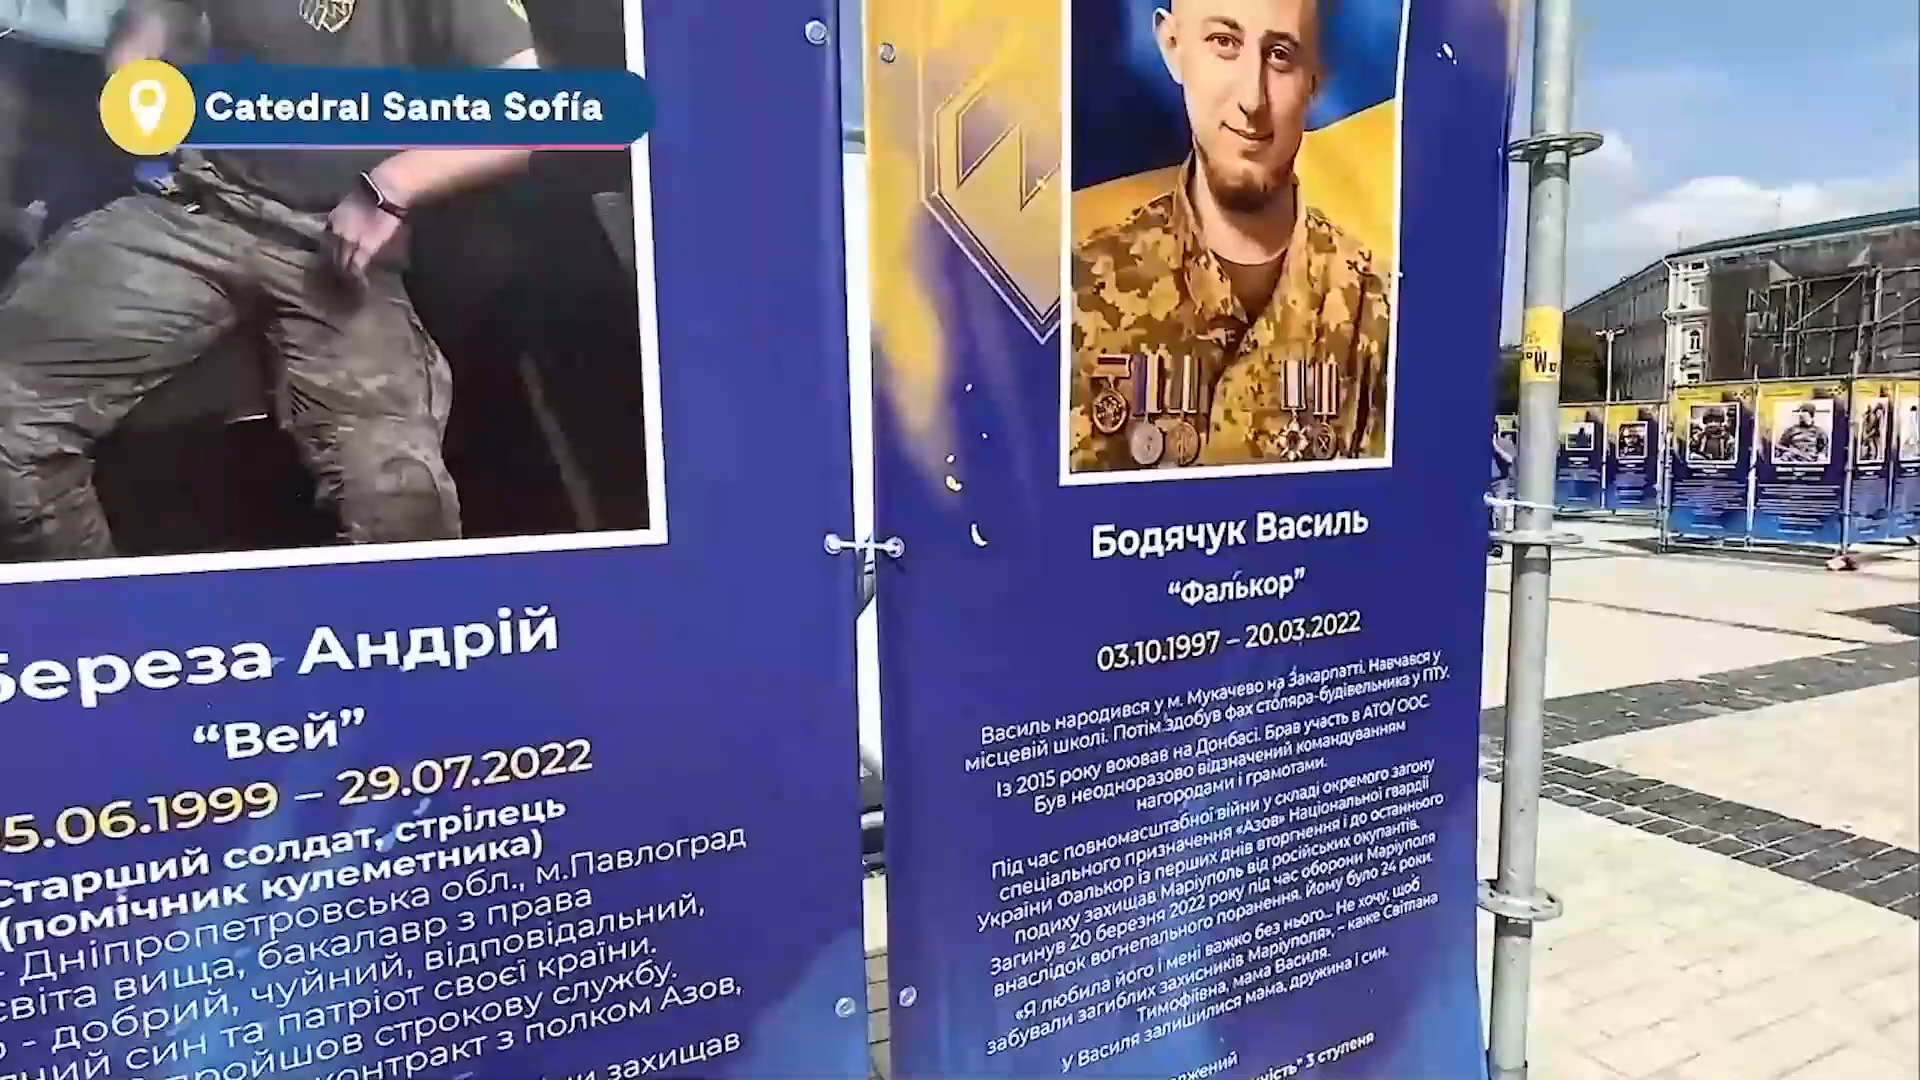 Catedral Santa Sofía
Береза Андрій
“Вей”
5.06.1999 – 29.07.2022
Старший солдат, стрілець
(помічник кулеметника)
Дніпропетровська обл., м.Павлоград
світа вища, бакалавр з права
- добрий, чуйний, відповідальний,
син та патріот своєї країни.
пройшов строкову службу.
контракт з полком Азов,
захищав
Бодячук Василь
“Фалькор”
03.10.1997 – 20.03.2022
Василь народився у м. Мукачево на Закарпатті. Навчався у
місцевій школі. Потім здобув фах столяра-будівельника у ПТУ.
Із 2015 року воював на Донбасі. Брав участь в АТО/ООС.
Був неодноразово відзначений командуванням
нагородами і грамотами.
Під час повномасштабної війни у складі окремого загону
спеціального призначення «Азов» Національної гвардії
України Фалькор із перших днів вторгнення і до останнього
подиху захищав Маріуполь від російських окупантів.
Загинув 20 березня 2022 року під час оборони Маріуполя
внаслідок вогнепального поранення. Йому було 24 роки.
«Я любила його і мені важко без нього... Не хочу, щоб
забували загиблих захисників Маріуполя», – каже Світлана
Тимофіївна, мама Василя.
У Василя залишилися мама, дружина і син.
3 ступеня